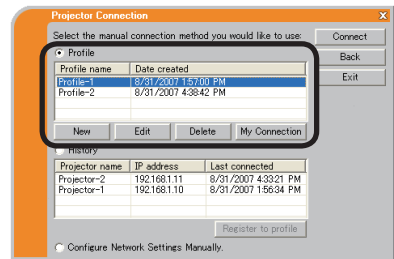 Projector Connection X
Select the manual connection method you would like to use:
Connect
Back
Exit
Profile
Profile name Date created
Profile-1 8/31/2007 1:57:00 PM
Profile-2 8/31/2007 4:38:42 PM
New Edit Delete My Connection
History
Projector name IP address Last connected
Projector-2 192.168.1.11 8/31/2007 4:33:21 PM
Projector-1 192.168.1.10 8/31/2007 1:56:34 PM
Register to profile
Configure Network Settings Manually.